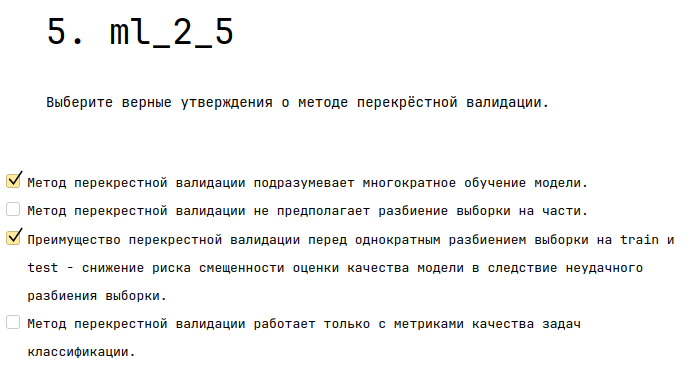 5. ml_2_5
Выберите верные утверждения о методе перекрёстной валидации.
Метод перекрестной валидации подразумевает многократное обучение модели.
Метод перекрестной валидации не предполагает разбиение выборки на части.
Преимущество перекрестной валидации перед однократным разбиением выборки на train и
test - снижение риска смещенности оценки качества модели в следствие неудачного
разбиения выборки.
Метод перекрестной валидации работает только с метриками качества задач
классификации.